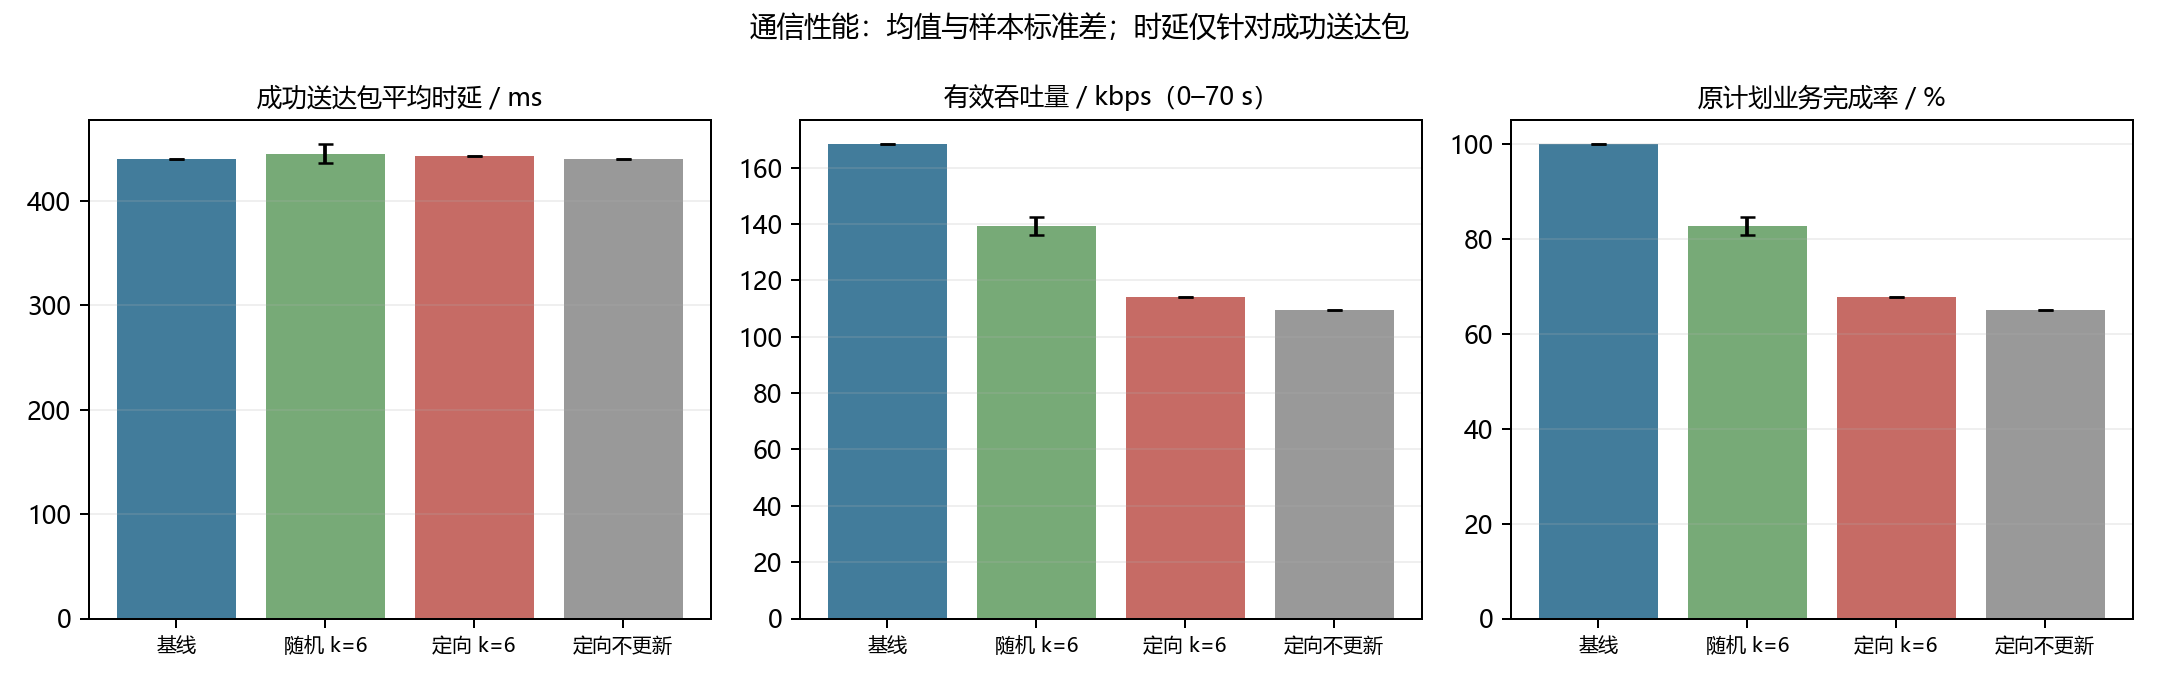 通信性能：均值与样本标准差；时延仅针对成功送达包
成功送达包平均时延 / ms
400
300
200
100
0
基线
随机 k=6
定向 k=6
定向不更新
有效吞吐量 / kbps（0–70 s）
160
140
120
100
80
60
40
20
0
基线
随机 k=6
定向 k=6
定向不更新
原计划业务完成率 / %
100
80
60
40
20
0
基线
随机 k=6
定向 k=6
定向不更新